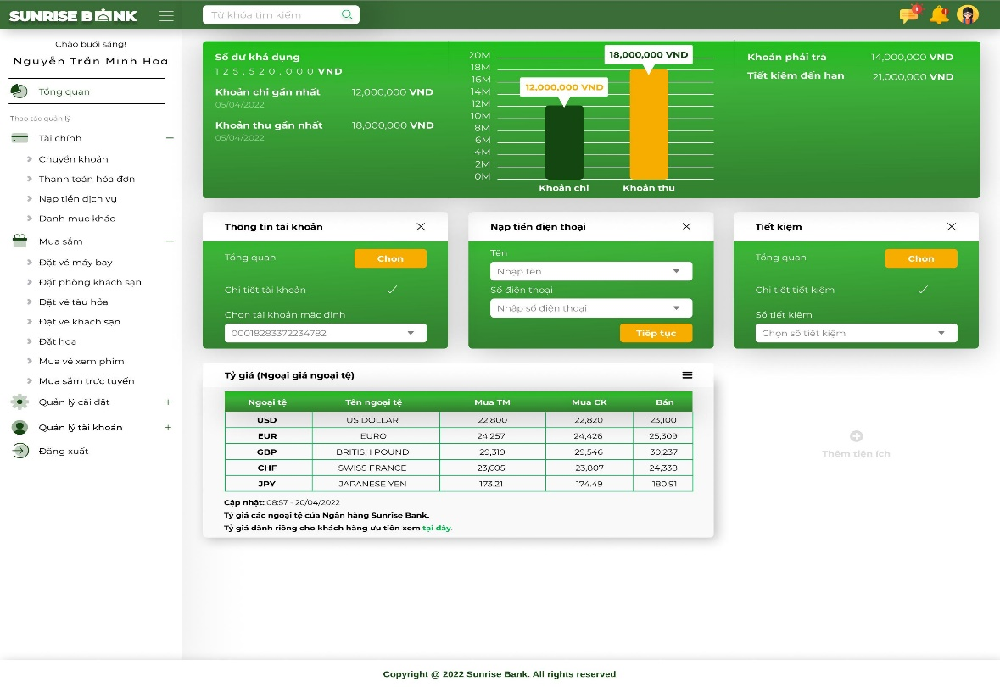 SUNRISE BANK
Từ khóa tìm kiếm
1
Chào buổi sáng!
Nguyễn Trần Minh Hoa
Tổng quan
Thao tác quản lý
Tài chính
Chuyển khoản
Thanh toán hóa đơn
Nạp tiền dịch vụ
Danh mục khác
Mua sắm
Đặt vé máy bay
Đặt phòng khách sạn
Đặt vé tàu hỏa
Đặt vé khách sạn
Đặt hoa
Mua vé xem phim
Mua sắm trực tuyến
Quản lý cài đặt
Quản lý tài khoản
Đăng xuất
Số dư khả dụng
125,520,000 VND
Khoản chi gần nhất 12,000,000 VND
05/04/2022
Khoản thu gần nhất 18,000,000 VND
05/04/2022
20M
18M
16M
14M
12M
10M
8M
6M
4M
2M
0M
12,000,000 VND
18,000,000 VND
Khoản chi Khoản thu
Khoản phải trả 14,000,000 VND
Tiết kiệm đến hạn 21,000,000 VND
Thông tin tài khoản
Tổng quan Chọn
Chi tiết tài khoản
Chọn tài khoản mặc định
00018283372234782
Nạp tiền điện thoại
Tên
Nhập tên
Số điện thoại
Nhập số điện thoại
Tiếp tục
Tiết kiệm
Tổng quan Chọn
Chi tiết tiết kiệm
Sổ tiết kiệm
Chọn sổ tiết kiệm
Tỷ giá (Ngoại giá ngoại tệ)
Ngoại tệ Tên ngoại tệ Mua TM Mua CK Bán
USD US DOLLAR 22,800 22,820 23,100
EUR EURO 24,257 24,426 25,309
GBP BRITISH POUND 29,319 29,546 30,237
CHF SWISS FRANCE 23,605 23,807 24,338
JPY JAPANESE YEN 173.21 174.49 180.91
Cập nhật: 08:57 - 20/04/2022
Tỷ giá các ngoại tệ của Ngân hàng Sunrise Bank.
Tỷ giá dành riêng cho khách hàng ưu tiên xem tại đây.
Thêm tiện ích
Copyright @ 2022 Sunrise Bank. All rights reserved